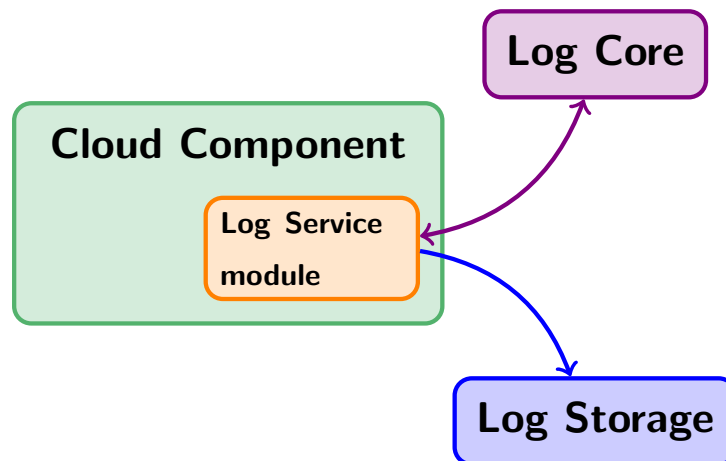 Log Core
Cloud Component
Log Service
module
Log Storage